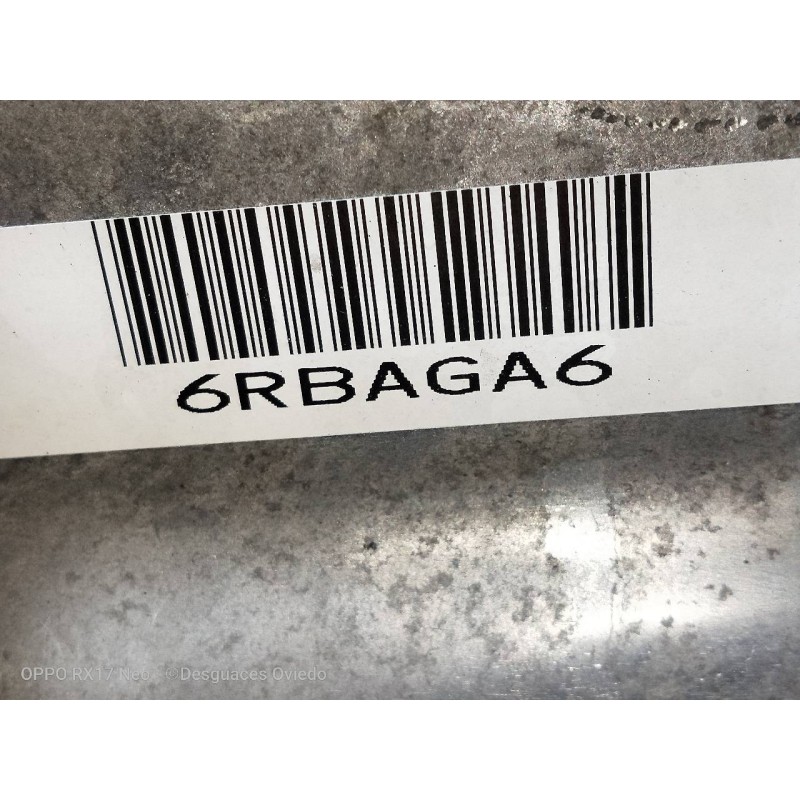 6RBAGA6
OPPO RX17 Neo © Desguaces Oviedo